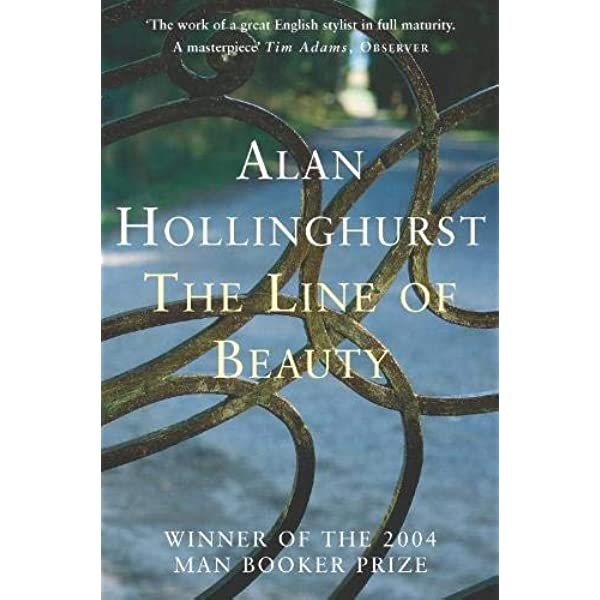 ‘The work of a great English stylist in full maturity.
A masterpiece’ Tim Adams, OBSERVER
ALAN
HOLLINGHURST
THE LINE OF
BEAUTY
WINNER OF THE 2004
MAN BOOKER PRIZE